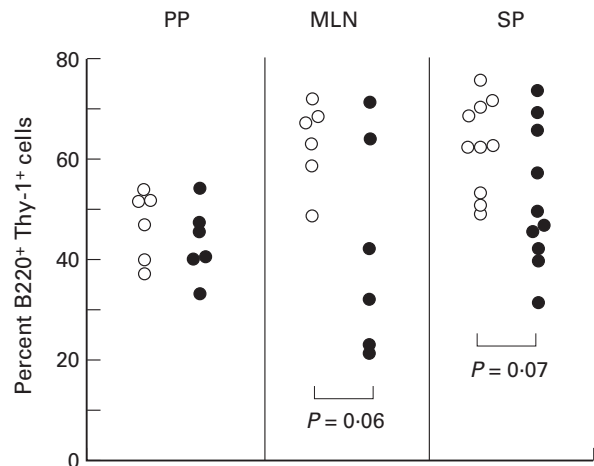 PP MLN SP
Percent B220⁺ Thy-1⁺ cells
80
60
40
20
0
P = 0·06
P = 0·07